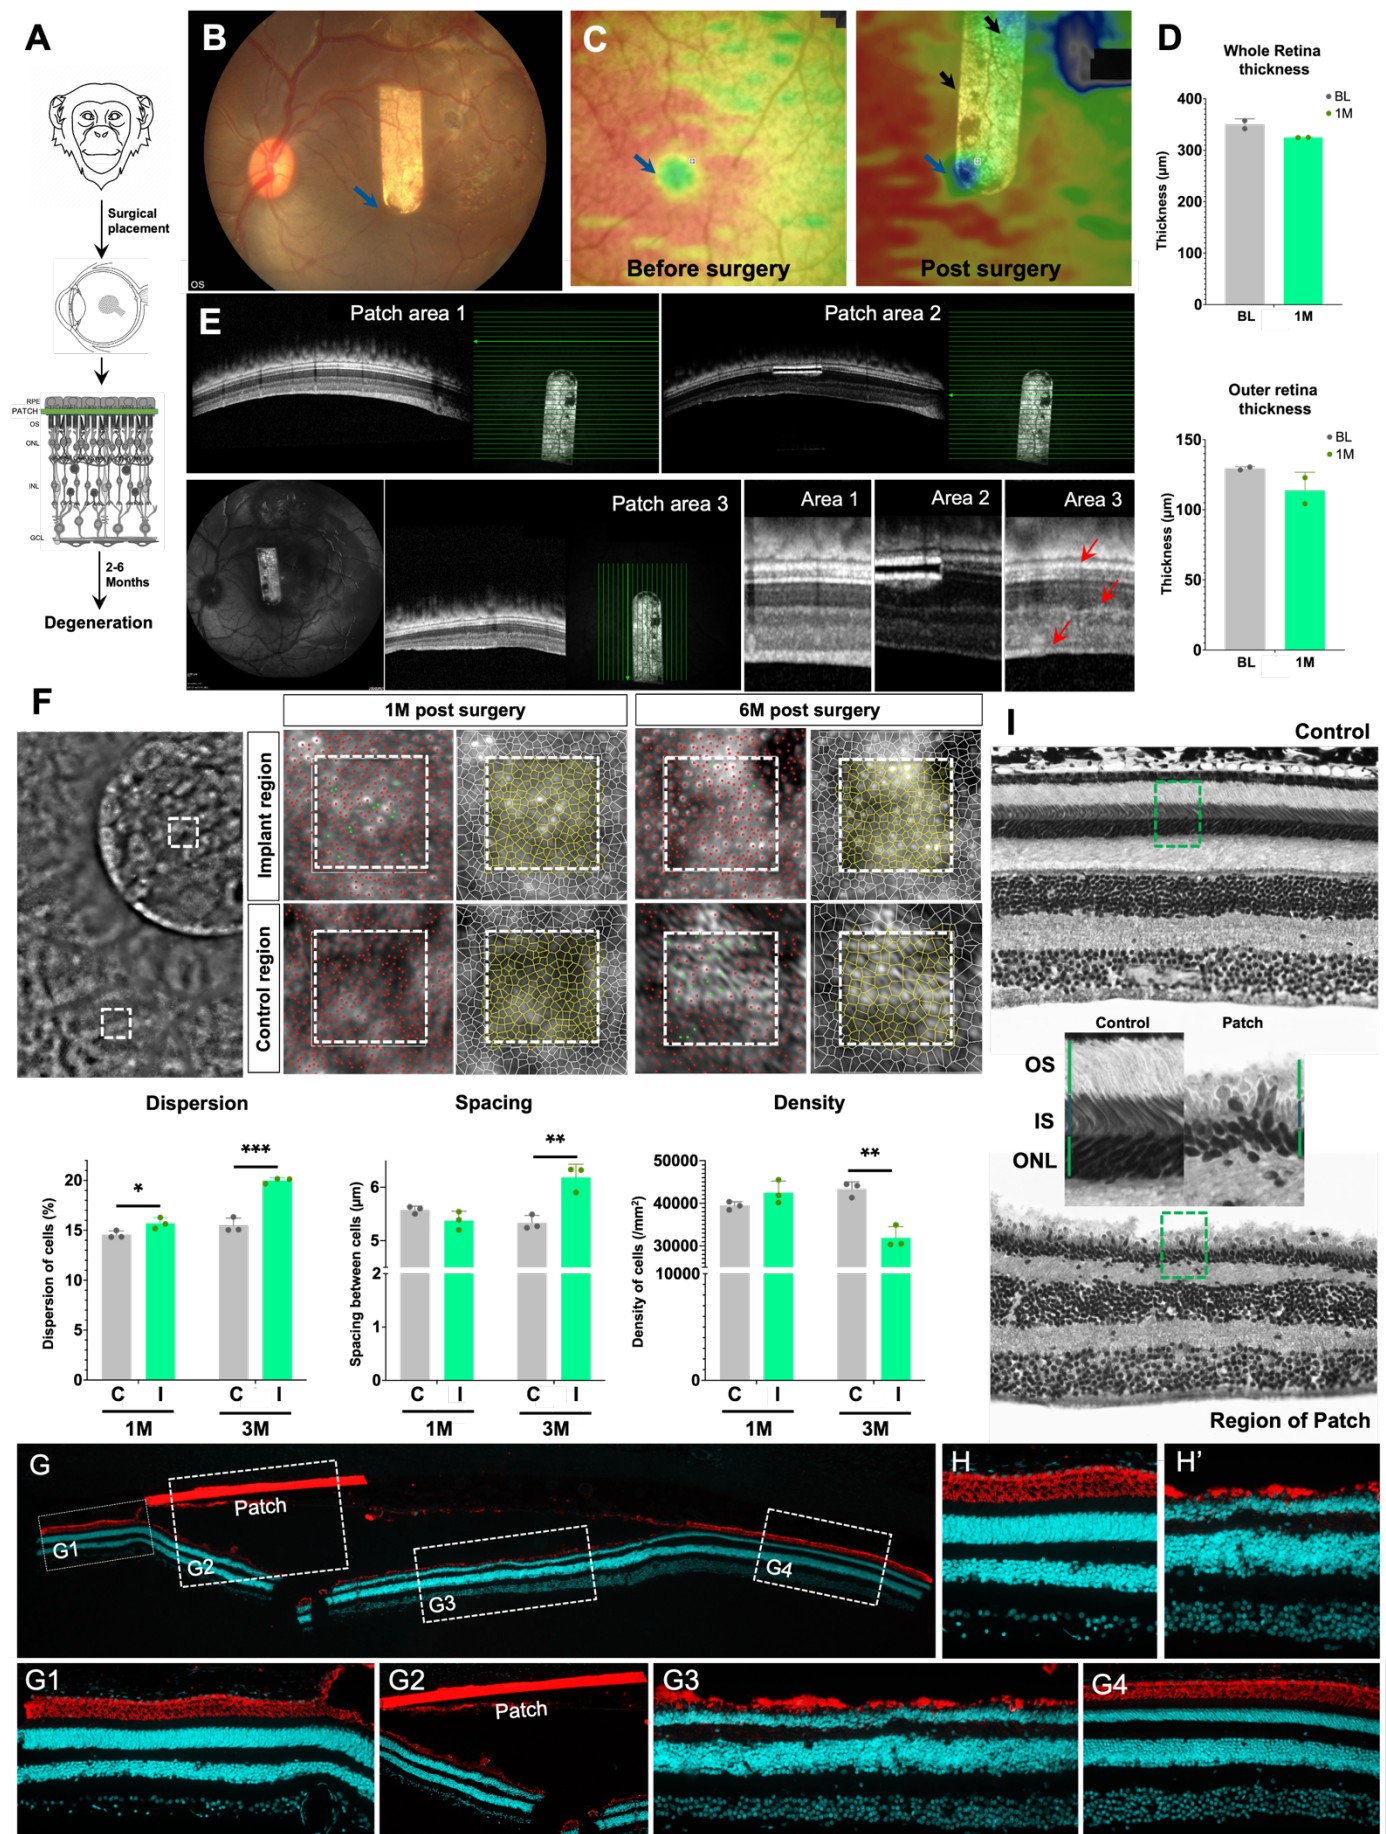 A
Surgical
placement
RPE
PATCH
OS
ONL
INL
GCL
2-6
Months
Degeneration
B
OS
C
Before surgery
Post surgery
D
Whole Retina
thickness
BL
1M
Thickness (µm)
400
300
200
100
0
BL
1M
Outer retina
thickness
BL
1M
Thickness (µm)
150
100
50
0
BL
1M
E
Patch area 1
Patch area 2
Patch area 3
Area 1
Area 2
Area 3
F
1M post surgery
6M post surgery
Implant region
Control region
Dispersion
Dispersion of cells (%)
20
15
10
5
0
*
***
C I C I
1M 3M
Spacing
Spacing between cells (µm)
6
5
2
1
0
**
C I C I
1M 3M
Density
Density of cells (/mm²)
50000
40000
30000
10000
0
**
C I C I
1M 3M
I
Control
Control
Patch
OS
IS
ONL
Region of Patch
G
Patch
G1
G2
G3
G4
H
H'
G1
G2
Patch
G3
G4